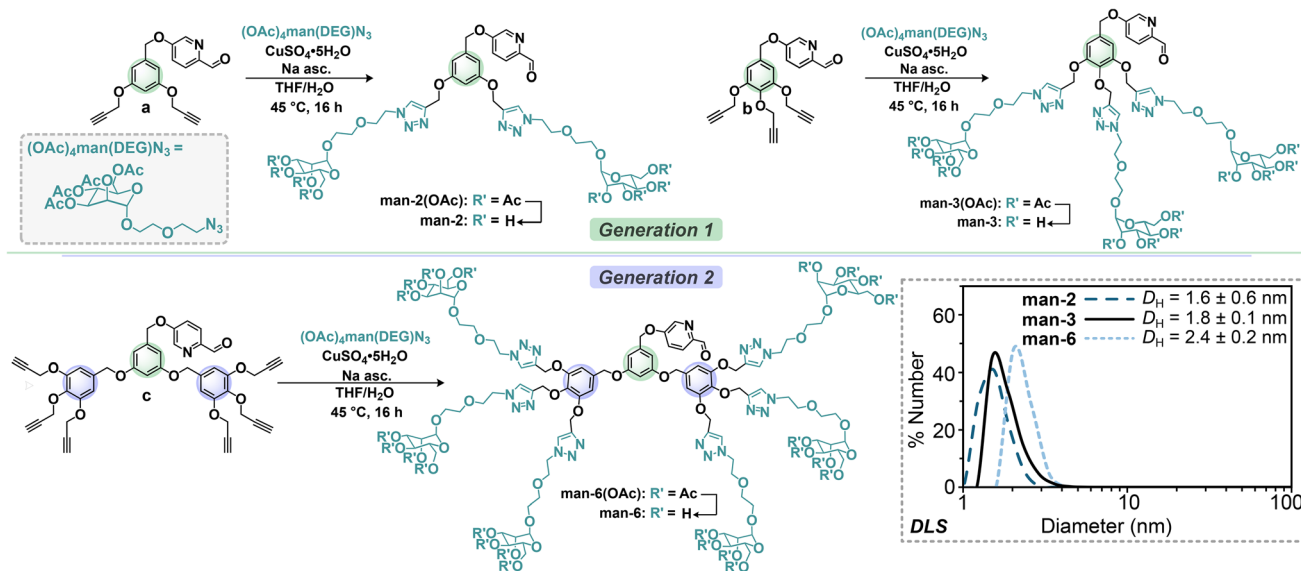 (OAc)₄man(DEG)N₃
CuSO₄•5H₂O
Na asc.
THF/H₂O
45 °C, 16 h
a
(OAc)₄man(DEG)N₃ =
OAc
AcO
AcO
AcO
O
O
O
N₃
man-2(OAc): R' = Ac
man-2: R' = H
(OAc)₄man(DEG)N₃
CuSO₄•5H₂O
Na asc.
THF/H₂O
45 °C, 16 h
b
man-3(OAc): R' = Ac
man-3: R' = H
Generation 1
Generation 2
(OAc)₄man(DEG)N₃
CuSO₄•5H₂O
Na asc.
THF/H₂O
45 °C, 16 h
c
man-6(OAc): R' = Ac
man-6: R' = H
man-2 D_H = 1.6 ± 0.6 nm
man-3 D_H = 1.8 ± 0.1 nm
man-6 D_H = 2.4 ± 0.2 nm
% Number
60
40
20
0
1 10 100
Diameter (nm)
DLS